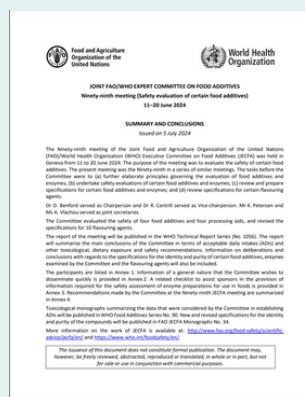 Food and Agriculture
Organization of the
United Nations
World Health
Organization
JOINT FAO/WHO EXPERT COMMITTEE ON FOOD ADDITIVES
Ninety-ninth meeting (Safety evaluation of certain food additives)
11–20 June 2024
SUMMARY AND CONCLUSIONS
Issued on 5 July 2024
The Ninety-ninth meeting of the Joint Food and Agriculture Organization of the United Nations
(FAO)/World Health Organization (WHO) Executive Committee on Food Additives (JECFA) was held in
Geneva from 11 to 20 June 2024. The purpose of the meeting was to evaluate the safety of certain food
additives. The present meeting was the Ninety-ninth in a series of similar meetings. The tasks before the
Committee were to (a) further elaborate principles governing the evaluation of food additives and
enzymes; (b) undertake safety evaluations of certain food additives and enzymes; (c) review and prepare
specifications for certain food additives and enzymes; and (d) review specifications for certain flavouring
agents.
Dr D. Benford served as Chairperson and Dr R. Cantrill served as Vice-chairperson. Mr K. Petersen and
Ms A. Vlachou served as joint secretaries.
The Committee evaluated the safety of four food additives and four processing aids, and revised the
specifications for 10 flavouring agents.
The report of the meeting will be published in the WHO Technical Report Series (No. 1056). The report
will summarize the main conclusions of the Committee in terms of acceptable daily intakes (ADIs) and
other toxicological, dietary exposure and safety recommendations. Information on deliberations and
conclusions with regards to the specifications for the identity and purity of certain food additives, enzymes
examined by the Committee and the flavouring agents will also be included.
The participants are listed in Annex 1. Information of a general nature that the Committee wishes to
disseminate quickly is provided in Annex 2. A related checklist to assist sponsors in the provision of
information required for the safety assessment of enzyme preparations for use in foods is provided in
Annex 3. Recommendations made by the Committee at the Ninety-ninth JECFA meeting are summarized
in Annex 4.
Toxicological monographs summarizing the data that were considered by the Committee in establishing
ADIs will be published in WHO Food Additives Series No. 90. New and revised specifications for the identity
and purity of the compounds will be published in FAO JECFA Monographs No. 34.
More information on the work of JECFA is available at: http://www.fao.org/food-safety/scientific-
advice/jecfa/en/ and https://www.who.int/foodsafety/en/.
The issuance of this document does not constitute formal publication. The document may,
however, be freely reviewed, abstracted, reproduced or translated, in whole or in part, but not
for sale or use in conjunction with commercial purposes.